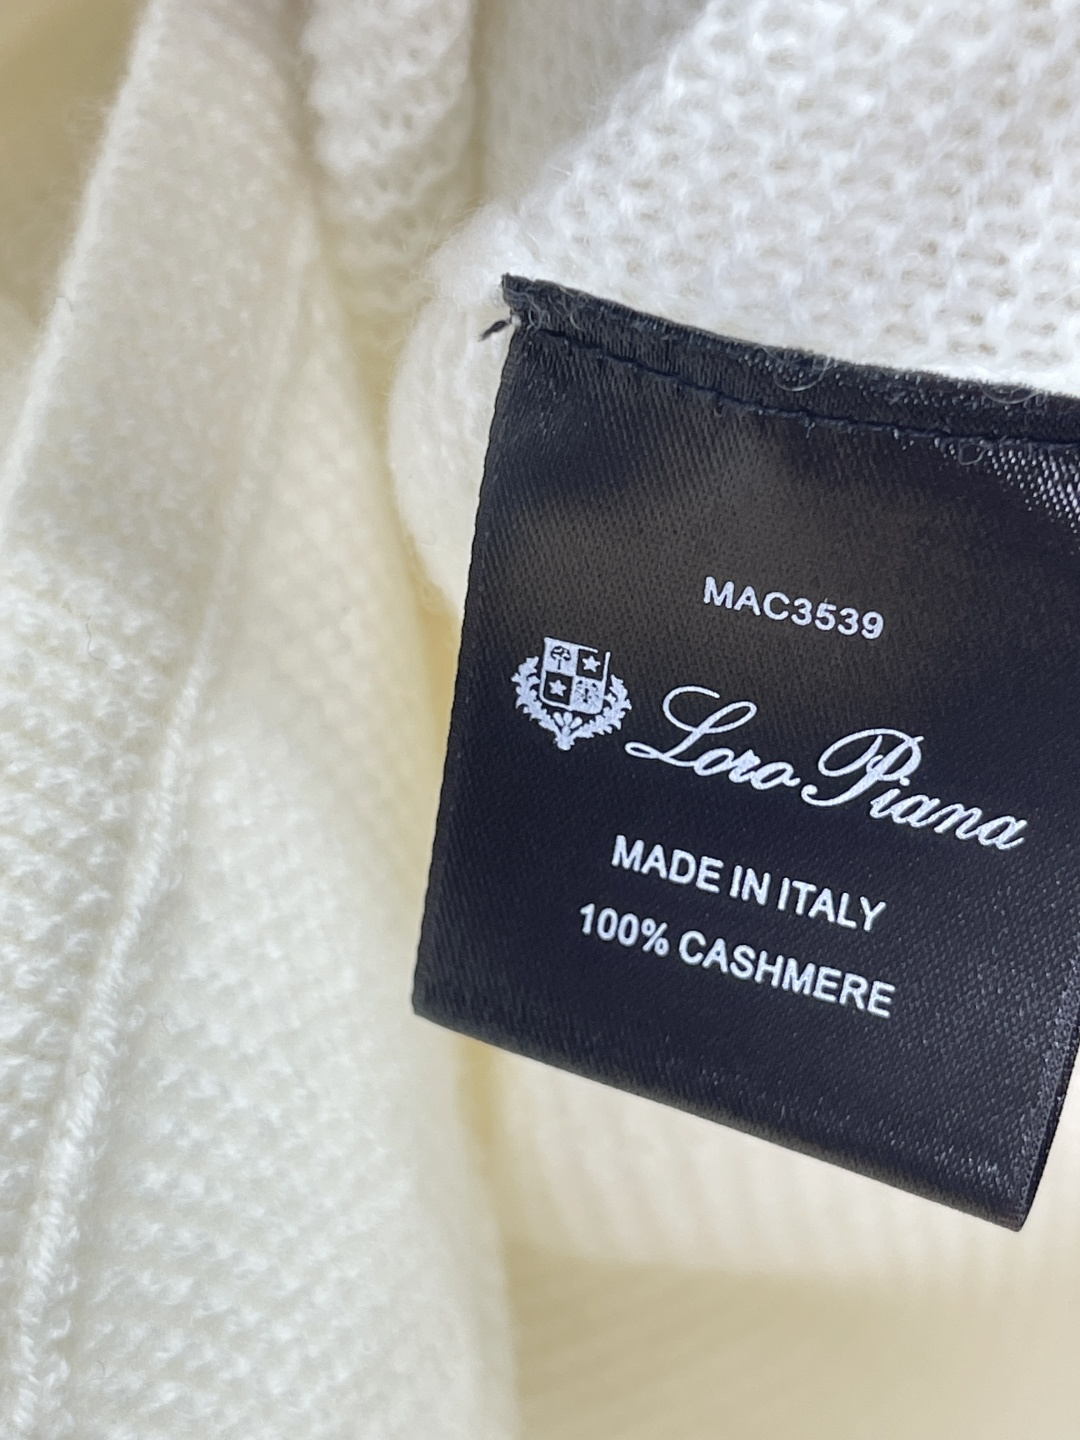 MAC3539
Loro Piana
MADE IN ITALY
100% CASHMERE